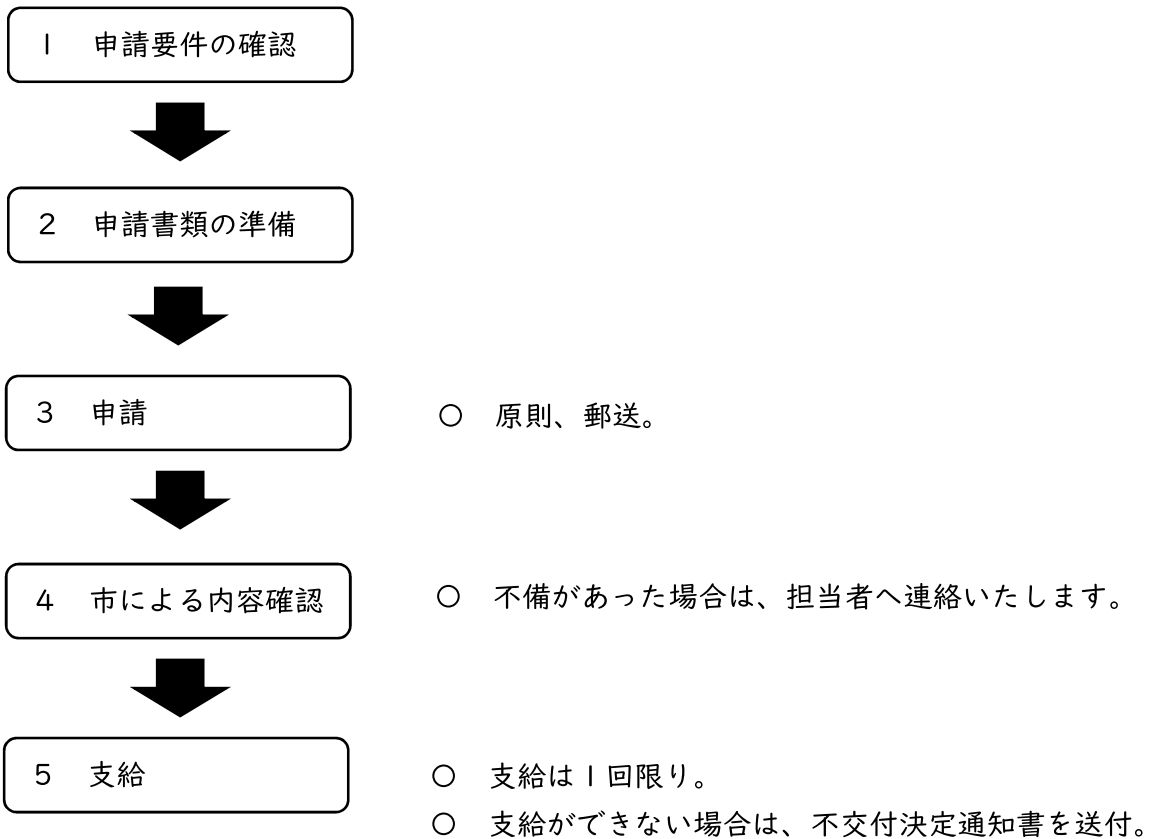 1 申請要件の確認
2 申請書類の準備
3 申請
○ 原則、郵送。
4 市による内容確認
○ 不備があった場合は、担当者へ連絡いたします。
5 支給
○ 支給は1回限り。
○ 支給ができない場合は、不交付決定通知書を送付。